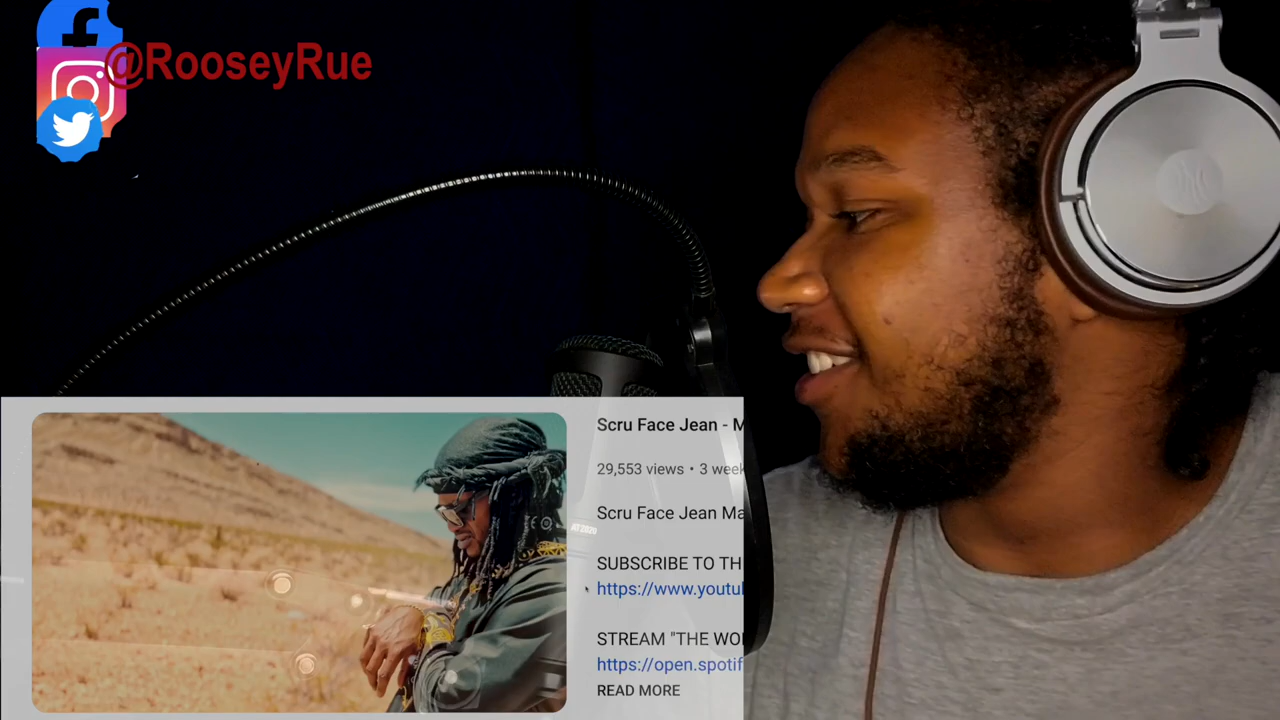 @RooseyRue
Scru Face Jean - M
29,553 views • 3 week
Scru Face Jean Ma
SUBSCRIBE TO TH
https://www.youtul
STREAM "THE WO
https://open.spotif
READ MORE